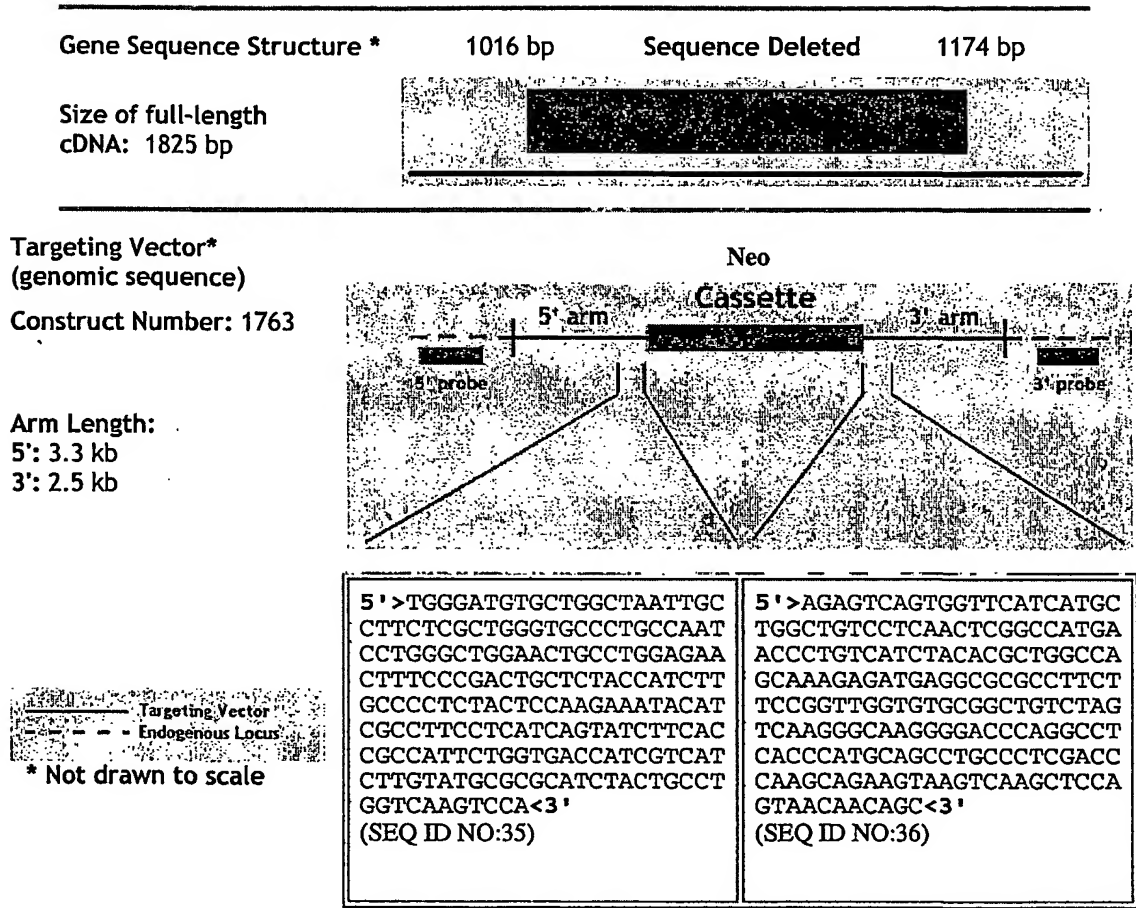 Gene Sequence Structure * 1016 bp Sequence Deleted 1174 bp
Size of full-length
cDNA: 1825 bp
Targeting Vector*
(genomic sequence)
Construct Number: 1763
Arm Length:
5': 3.3 kb
3': 2.5 kb
Neo
Cassette
5' arm
3' arm
5' probe
3' probe
Targeting Vector
Endogenous Locus
* Not drawn to scale
5'>TGGGATGTGCTGGCTAATTGC
CTTCTCGCTGGGTGCCCTGCCAAT
CCTGGGCTGGAACTGCCTGGAGAA
CTTTCCCGACTGCTCTACCATCTT
GCCCCTCTACTCCAAGAAATACAT
CGCCTTCCTCATCAGTATCTTCAC
CGCCATTCTGGTGACCATCGTCAT
CTTGTATGCGCGCATCTACTGCCT
GGTCAAGTCCA<3'
(SEQ ID NO:35)
5'>AGAGTCAGTGGTTCATCATGC
TGGCTGTCCTCAACTCGGCCATGA
ACCCTGTCATCTACACGCTGGCCA
GCAAAGAGATGAGGCGCGCCTTCT
TCCGGTTGGTGTGCGGCTGTCTAG
TCAAGGGCAAGGGGACCCAGGCCT
CACCCATGCAGCCTGCCCTCGACC
CAAGCAGAAGTAAGTCAAGCTCCA
GTAACAACAGC<3'
(SEQ ID NO:36)